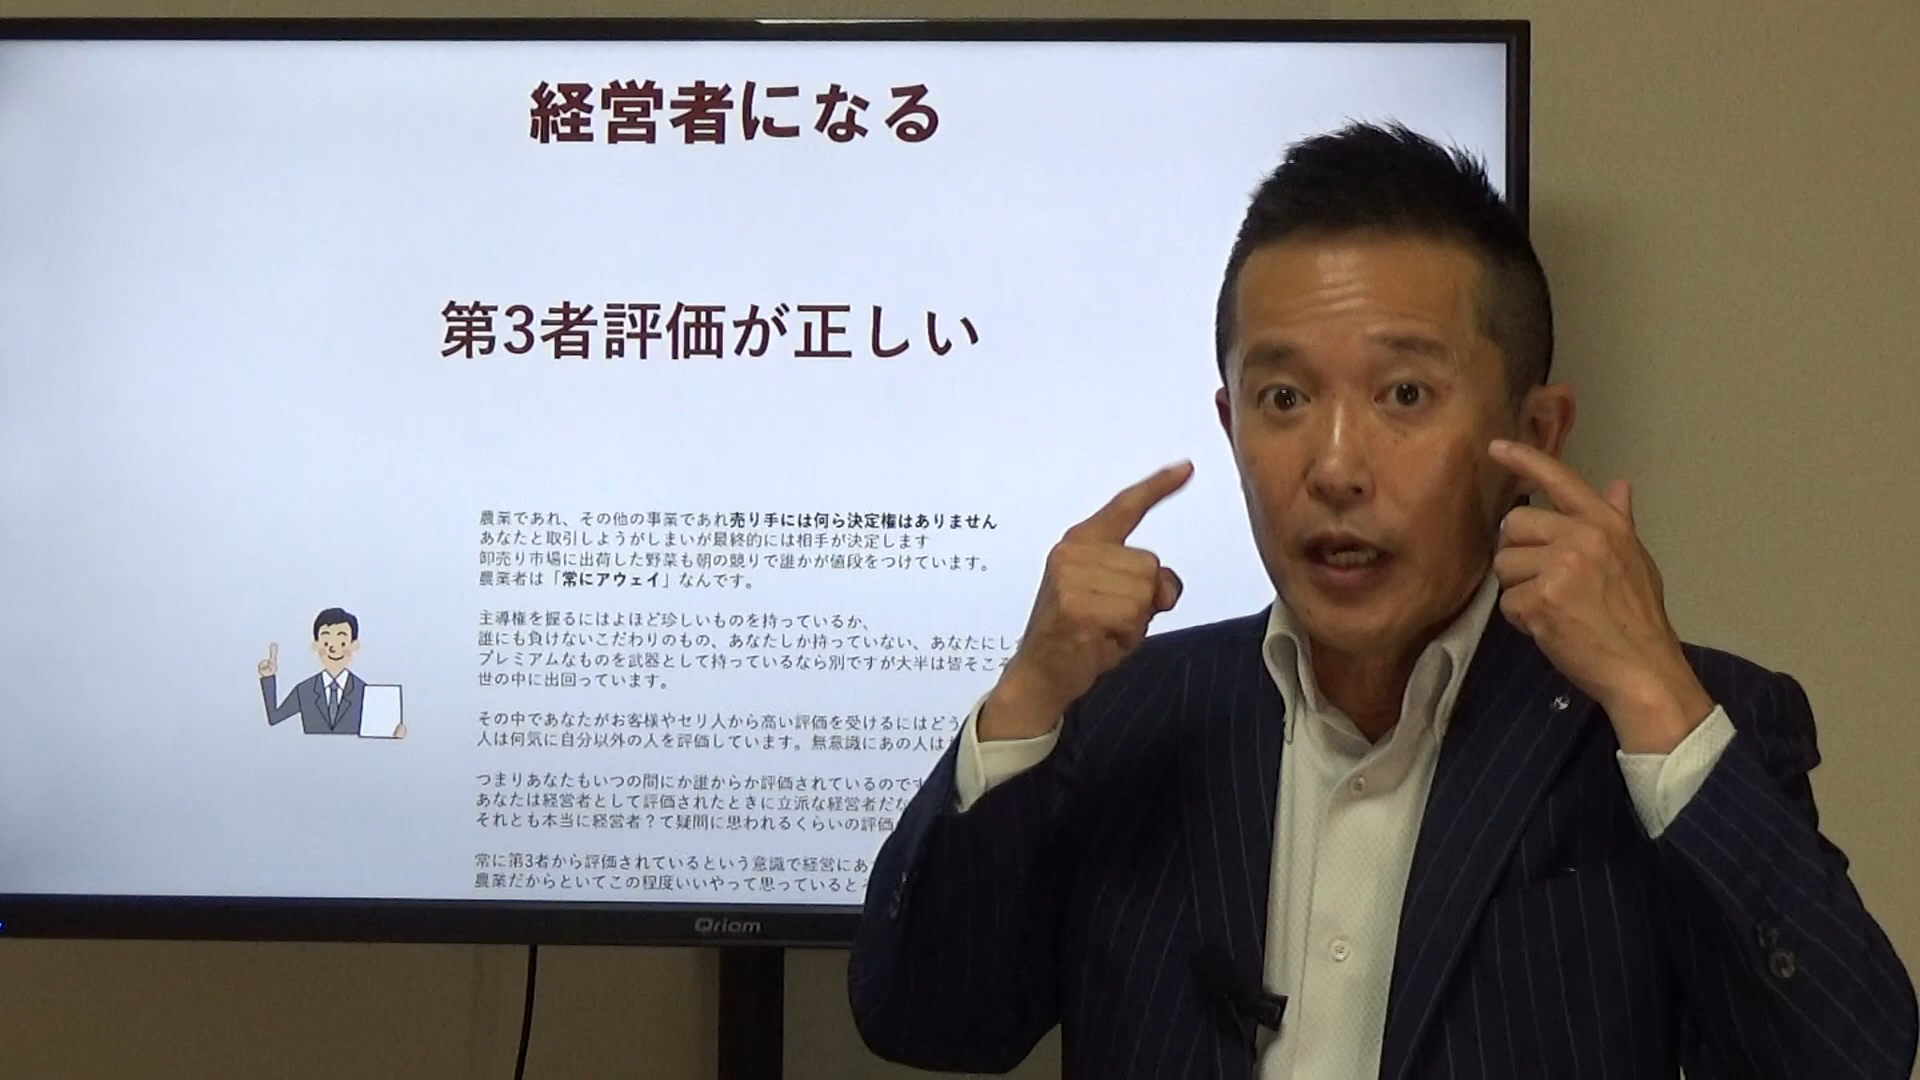 経営者になる
第3者評価が正しい
農業であれ、その他の事業であれ売り手には何ら決定権はありません
あなたと取引しようがしまいが最終的には相手が決定します
卸売り市場に出荷した野菜も朝の競りで誰かが値段をつけています。
農業者は「常にアウェイ」なんです。
主導権を握るにはよほど珍しいものを持っているか、
誰にも負けないこだわりのもの、あなたしか持っていない、あなたにし
プレミアムなものを武器として持っているなら別ですが大半は皆そこそ
世の中に出回っています。
その中であなたがお客様やセリ人から高い評価を受けるにはどう
人は何気に自分以外の人を評価しています。無意識にあの人は
つまりあなたもいつの間にか誰からか評価されているのです
あなたは経営者として評価されたときに立派な経営者だな
それとも本当に経営者？て疑問に思われるくらいの評価
常に第3者から評価されているという意識で経営にあ
農業だからといてこの程度いいやって思っていると
Qriom